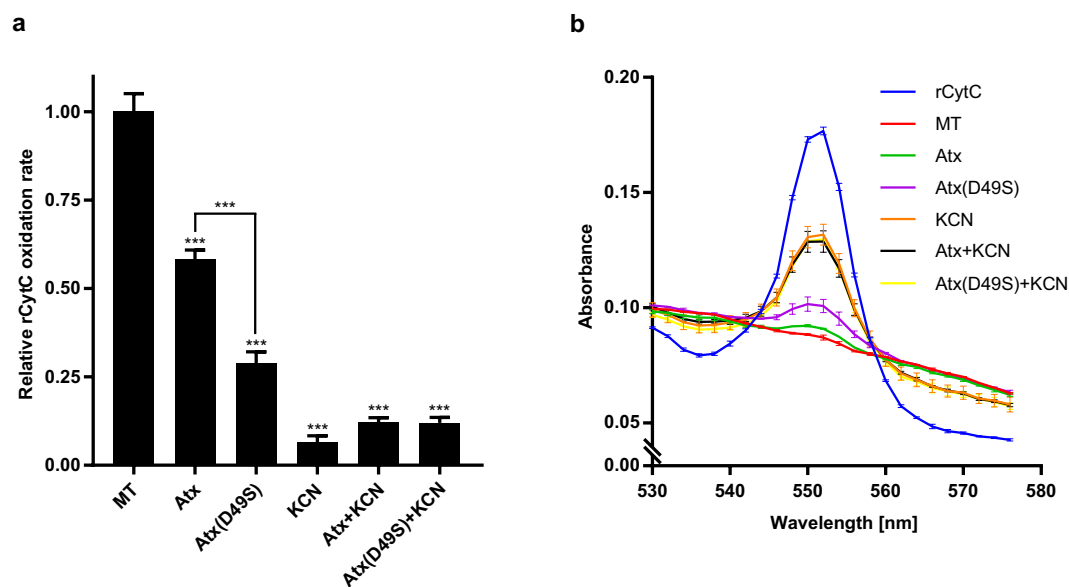 a
Relative rCytC oxidation rate
1.00
0.75
0.50
0.25
0.00
***
***
***
***
***
***
MT
Atx
Atx(D49S)
KCN
Atx+KCN
Atx(D49S)+KCN
b
Absorbance
0.20
0.15
0.10
0.05
0.00
530
540
550
560
570
580
Wavelength [nm]
rCytC
MT
Atx
Atx(D49S)
KCN
Atx+KCN
Atx(D49S)+KCN